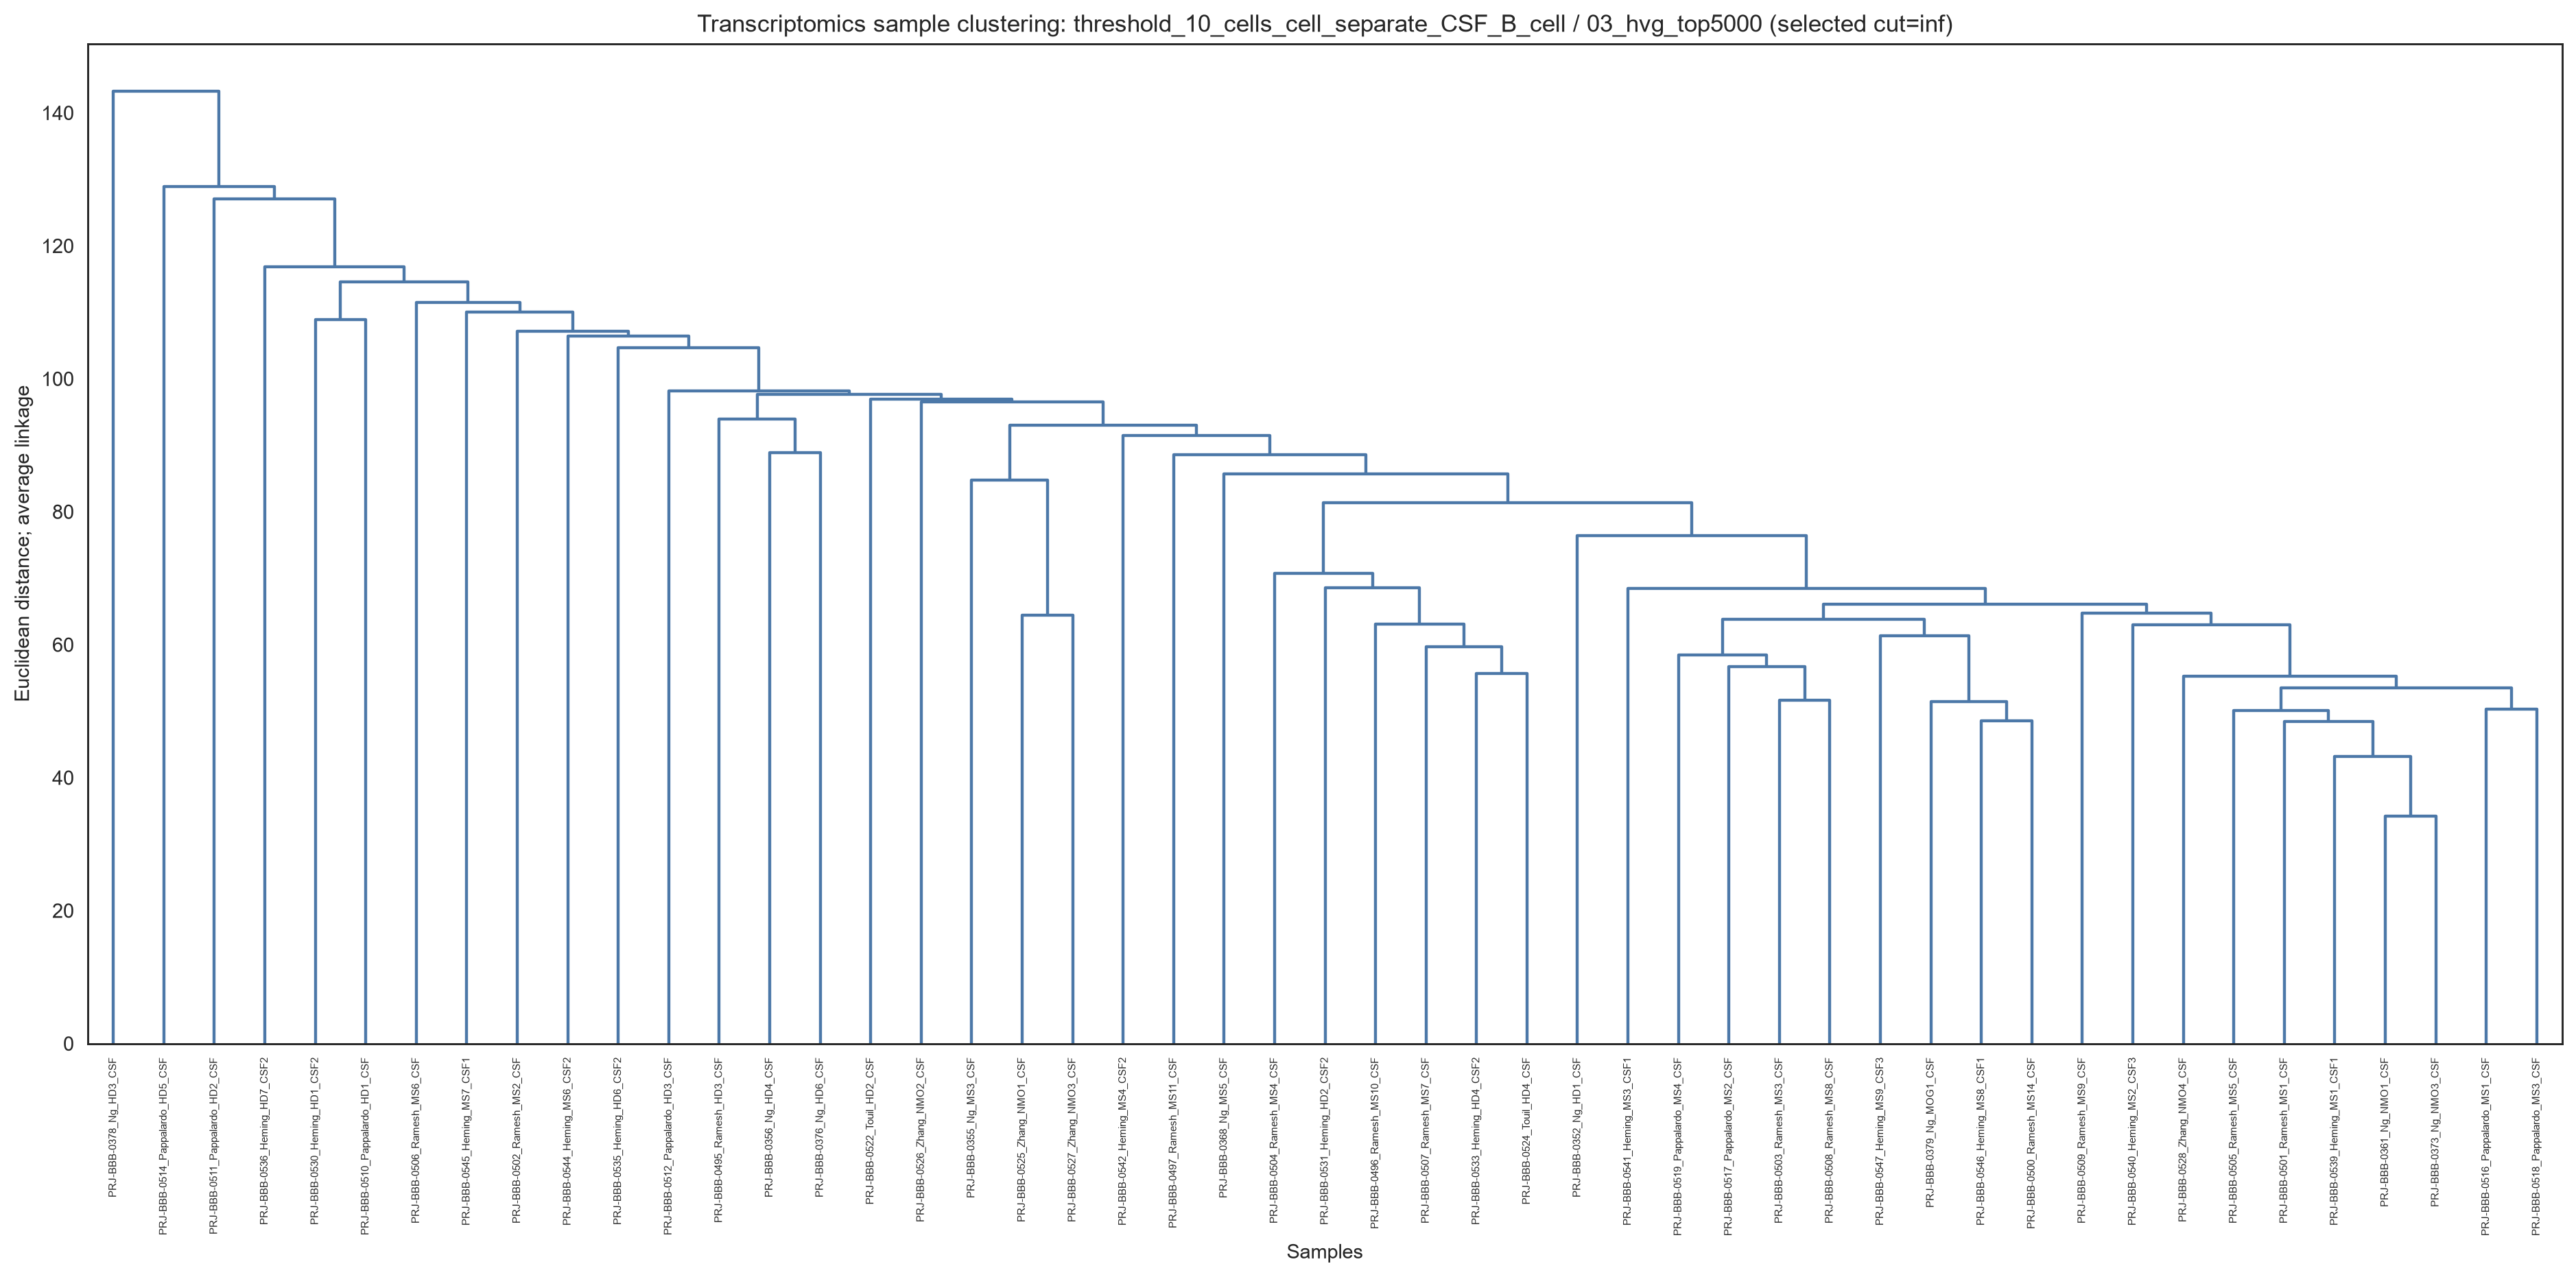 Transcriptomics sample clustering: threshold_10_cells_cell_separate_CSF_B_cell / 03_hvg_top5000 (selected cut=inf)
Euclidean distance; average linkage
140
120
100
80
60
40
20
0
PRJ-BBB-0378_Ng_HD3_CSF
PRJ-BBB-0514_Pappalardo_HD5_CSF
PRJ-BBB-0511_Pappalardo_HD2_CSF
PRJ-BBB-0536_Heming_HD7_CSF2
PRJ-BBB-0530_Heming_HD1_CSF2
PRJ-BBB-0510_Pappalardo_HD1_CSF
PRJ-BBB-0506_Ramesh_MS6_CSF
PRJ-BBB-0545_Heming_MS7_CSF1
PRJ-BBB-0502_Ramesh_MS2_CSF
PRJ-BBB-0544_Heming_MS6_CSF2
PRJ-BBB-0535_Heming_HD6_CSF2
PRJ-BBB-0512_Pappalardo_HD3_CSF
PRJ-BBB-0495_Ramesh_HD3_CSF
PRJ-BBB-0356_Ng_HD4_CSF
PRJ-BBB-0376_Ng_HD6_CSF
PRJ-BBB-0522_Touil_HD2_CSF
PRJ-BBB-0526_Zhang_NMO2_CSF
PRJ-BBB-0355_Ng_MS3_CSF
PRJ-BBB-0525_Zhang_NMO1_CSF
PRJ-BBB-0527_Zhang_NMO3_CSF
PRJ-BBB-0542_Heming_MS4_CSF2
PRJ-BBB-0497_Ramesh_MS11_CSF
PRJ-BBB-0368_Ng_MS5_CSF
PRJ-BBB-0504_Ramesh_MS4_CSF
PRJ-BBB-0531_Heming_HD2_CSF2
PRJ-BBB-0496_Ramesh_MS10_CSF
PRJ-BBB-0507_Ramesh_MS7_CSF
PRJ-BBB-0533_Heming_HD4_CSF2
PRJ-BBB-0524_Touil_HD4_CSF
PRJ-BBB-0352_Ng_HD1_CSF
PRJ-BBB-0541_Heming_MS3_CSF1
PRJ-BBB-0519_Pappalardo_MS4_CSF
PRJ-BBB-0517_Pappalardo_MS2_CSF
PRJ-BBB-0503_Ramesh_MS3_CSF
PRJ-BBB-0508_Ramesh_MS8_CSF
PRJ-BBB-0547_Heming_MS9_CSF3
PRJ-BBB-0379_Ng_MOG1_CSF
PRJ-BBB-0546_Heming_MS8_CSF1
PRJ-BBB-0500_Ramesh_MS14_CSF
PRJ-BBB-0509_Ramesh_MS9_CSF
PRJ-BBB-0540_Heming_MS2_CSF3
PRJ-BBB-0528_Zhang_NMO4_CSF
PRJ-BBB-0505_Ramesh_MS5_CSF
PRJ-BBB-0501_Ramesh_MS1_CSF
PRJ-BBB-0539_Heming_MS1_CSF1
PRJ-BBB-0361_Ng_NMO1_CSF
PRJ-BBB-0373_Ng_NMO3_CSF
PRJ-BBB-0516_Pappalardo_MS1_CSF
PRJ-BBB-0518_Pappalardo_MS3_CSF
Samples